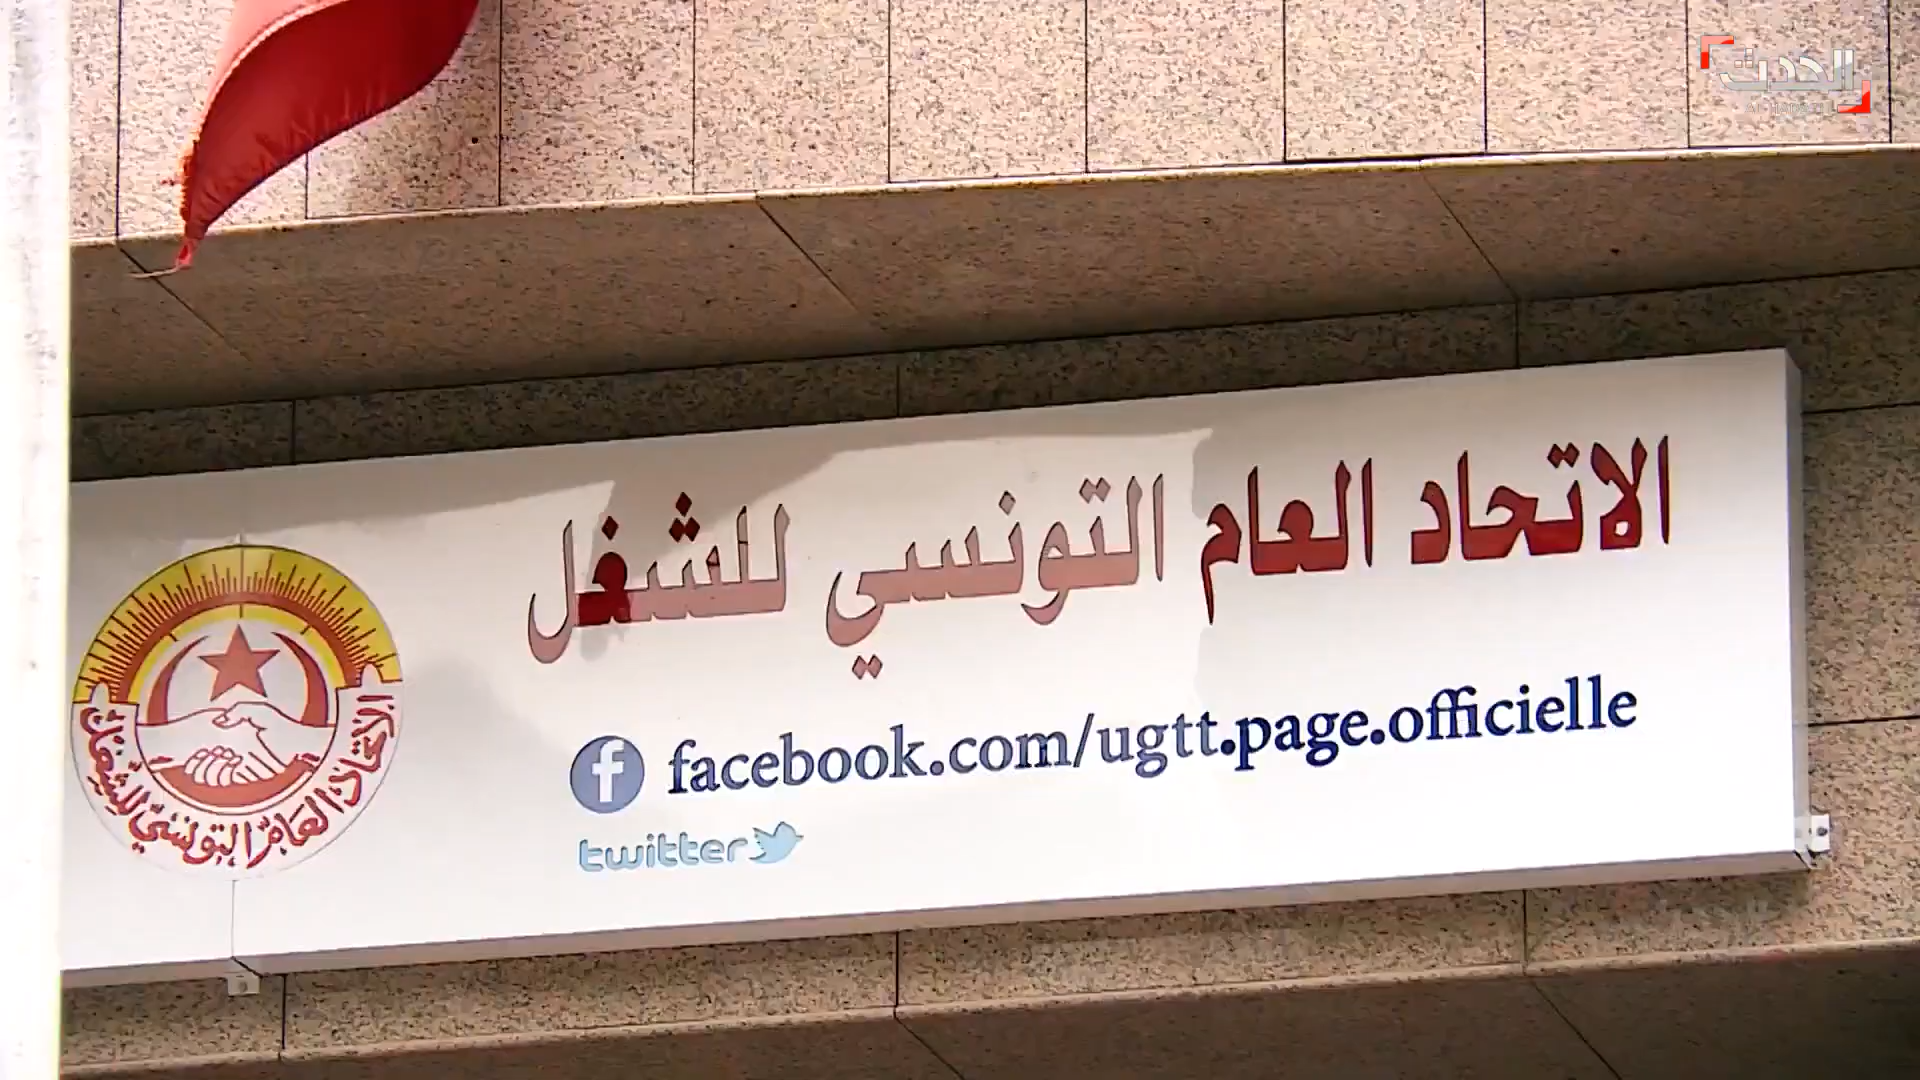 الحدث
الاتحاد العام التونسي للشغل
facebook.com/ugtt.page.officielle
twitter
الاتحاد العام التونسي للشغل